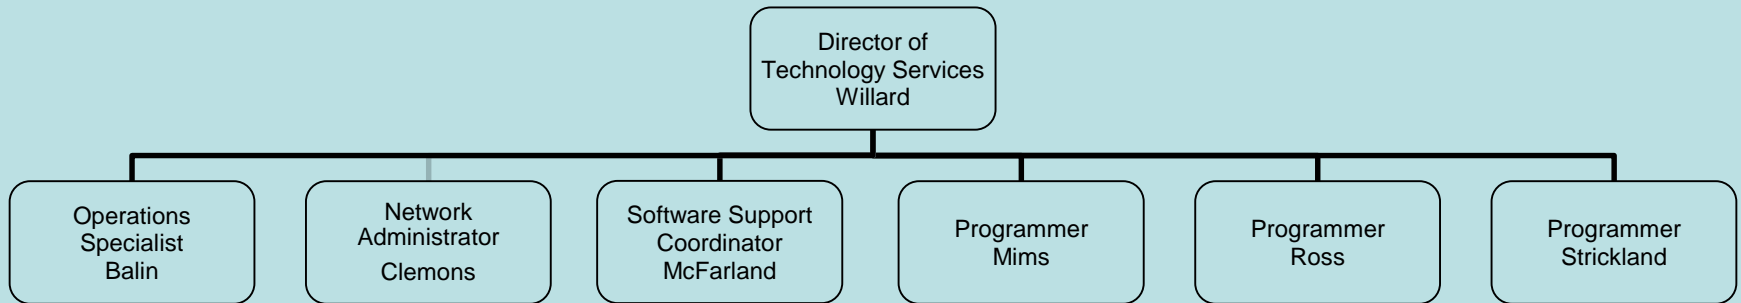 Director of
Technology Services
Willard
Operations
Specialist
Balin
Network
Administrator
Clemons
Software Support
Coordinator
McFarland
Programmer
Mims
Programmer
Ross
Programmer
Strickland